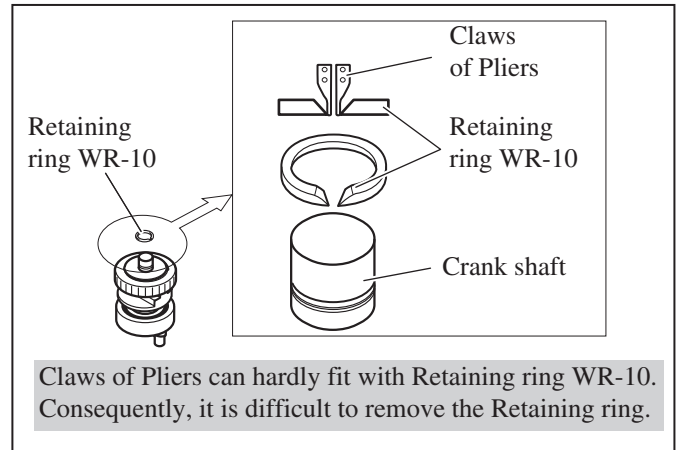 Claws
of Pliers
Retaining
ring WR-10
Retaining
ring WR-10
Crank shaft
Claws of Pliers can hardly fit with Retaining ring WR-10.
Consequently, it is difficult to remove the Retaining ring.